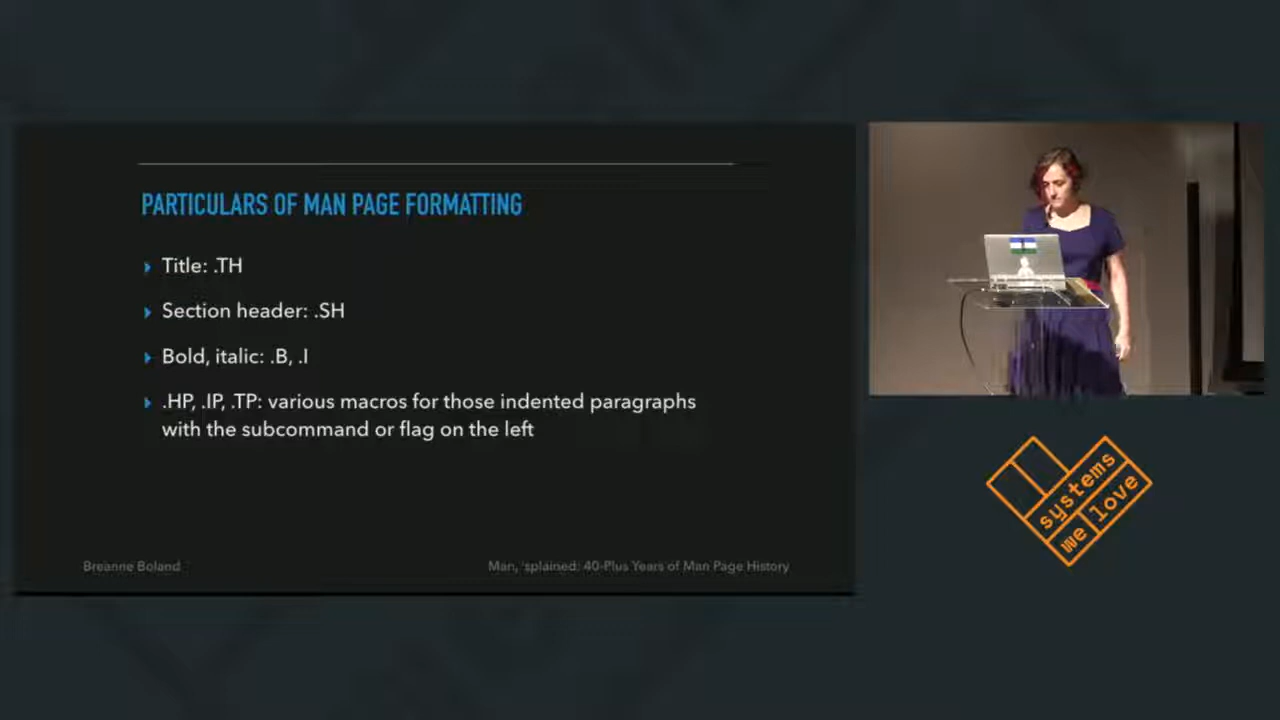 PARTICULARS OF MAN PAGE FORMATTING
Title: .TH
Section header: .SH
Bold, italic: .B, .I
.HP, .IP, .TP: various macros for those indented paragraphs
with the subcommand or flag on the left
Breanne Boland
Man, 'splained: 40-Plus Years of Man Page History
systems
we love